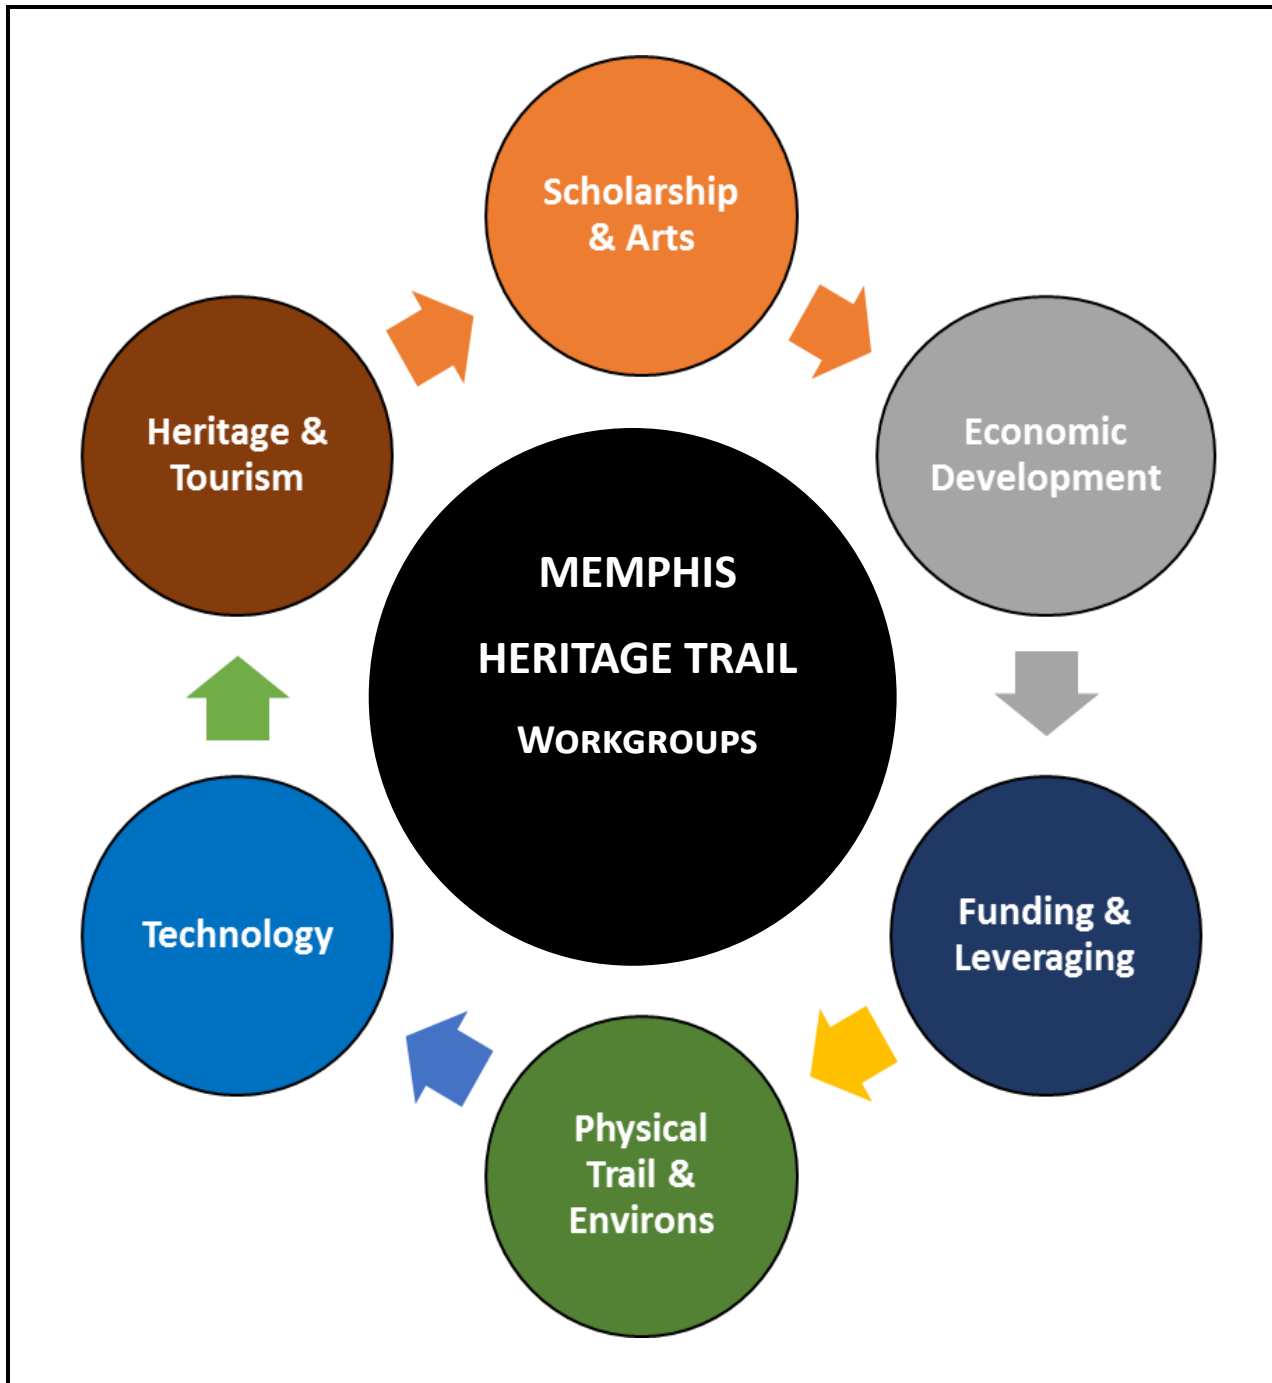 Scholarship
& Arts
Heritage &
Tourism
Economic
Development
MEMPHIS
HERITAGE TRAIL
WORKGROUPS
Technology
Funding &
Leveraging
Physical
Trail &
Environs